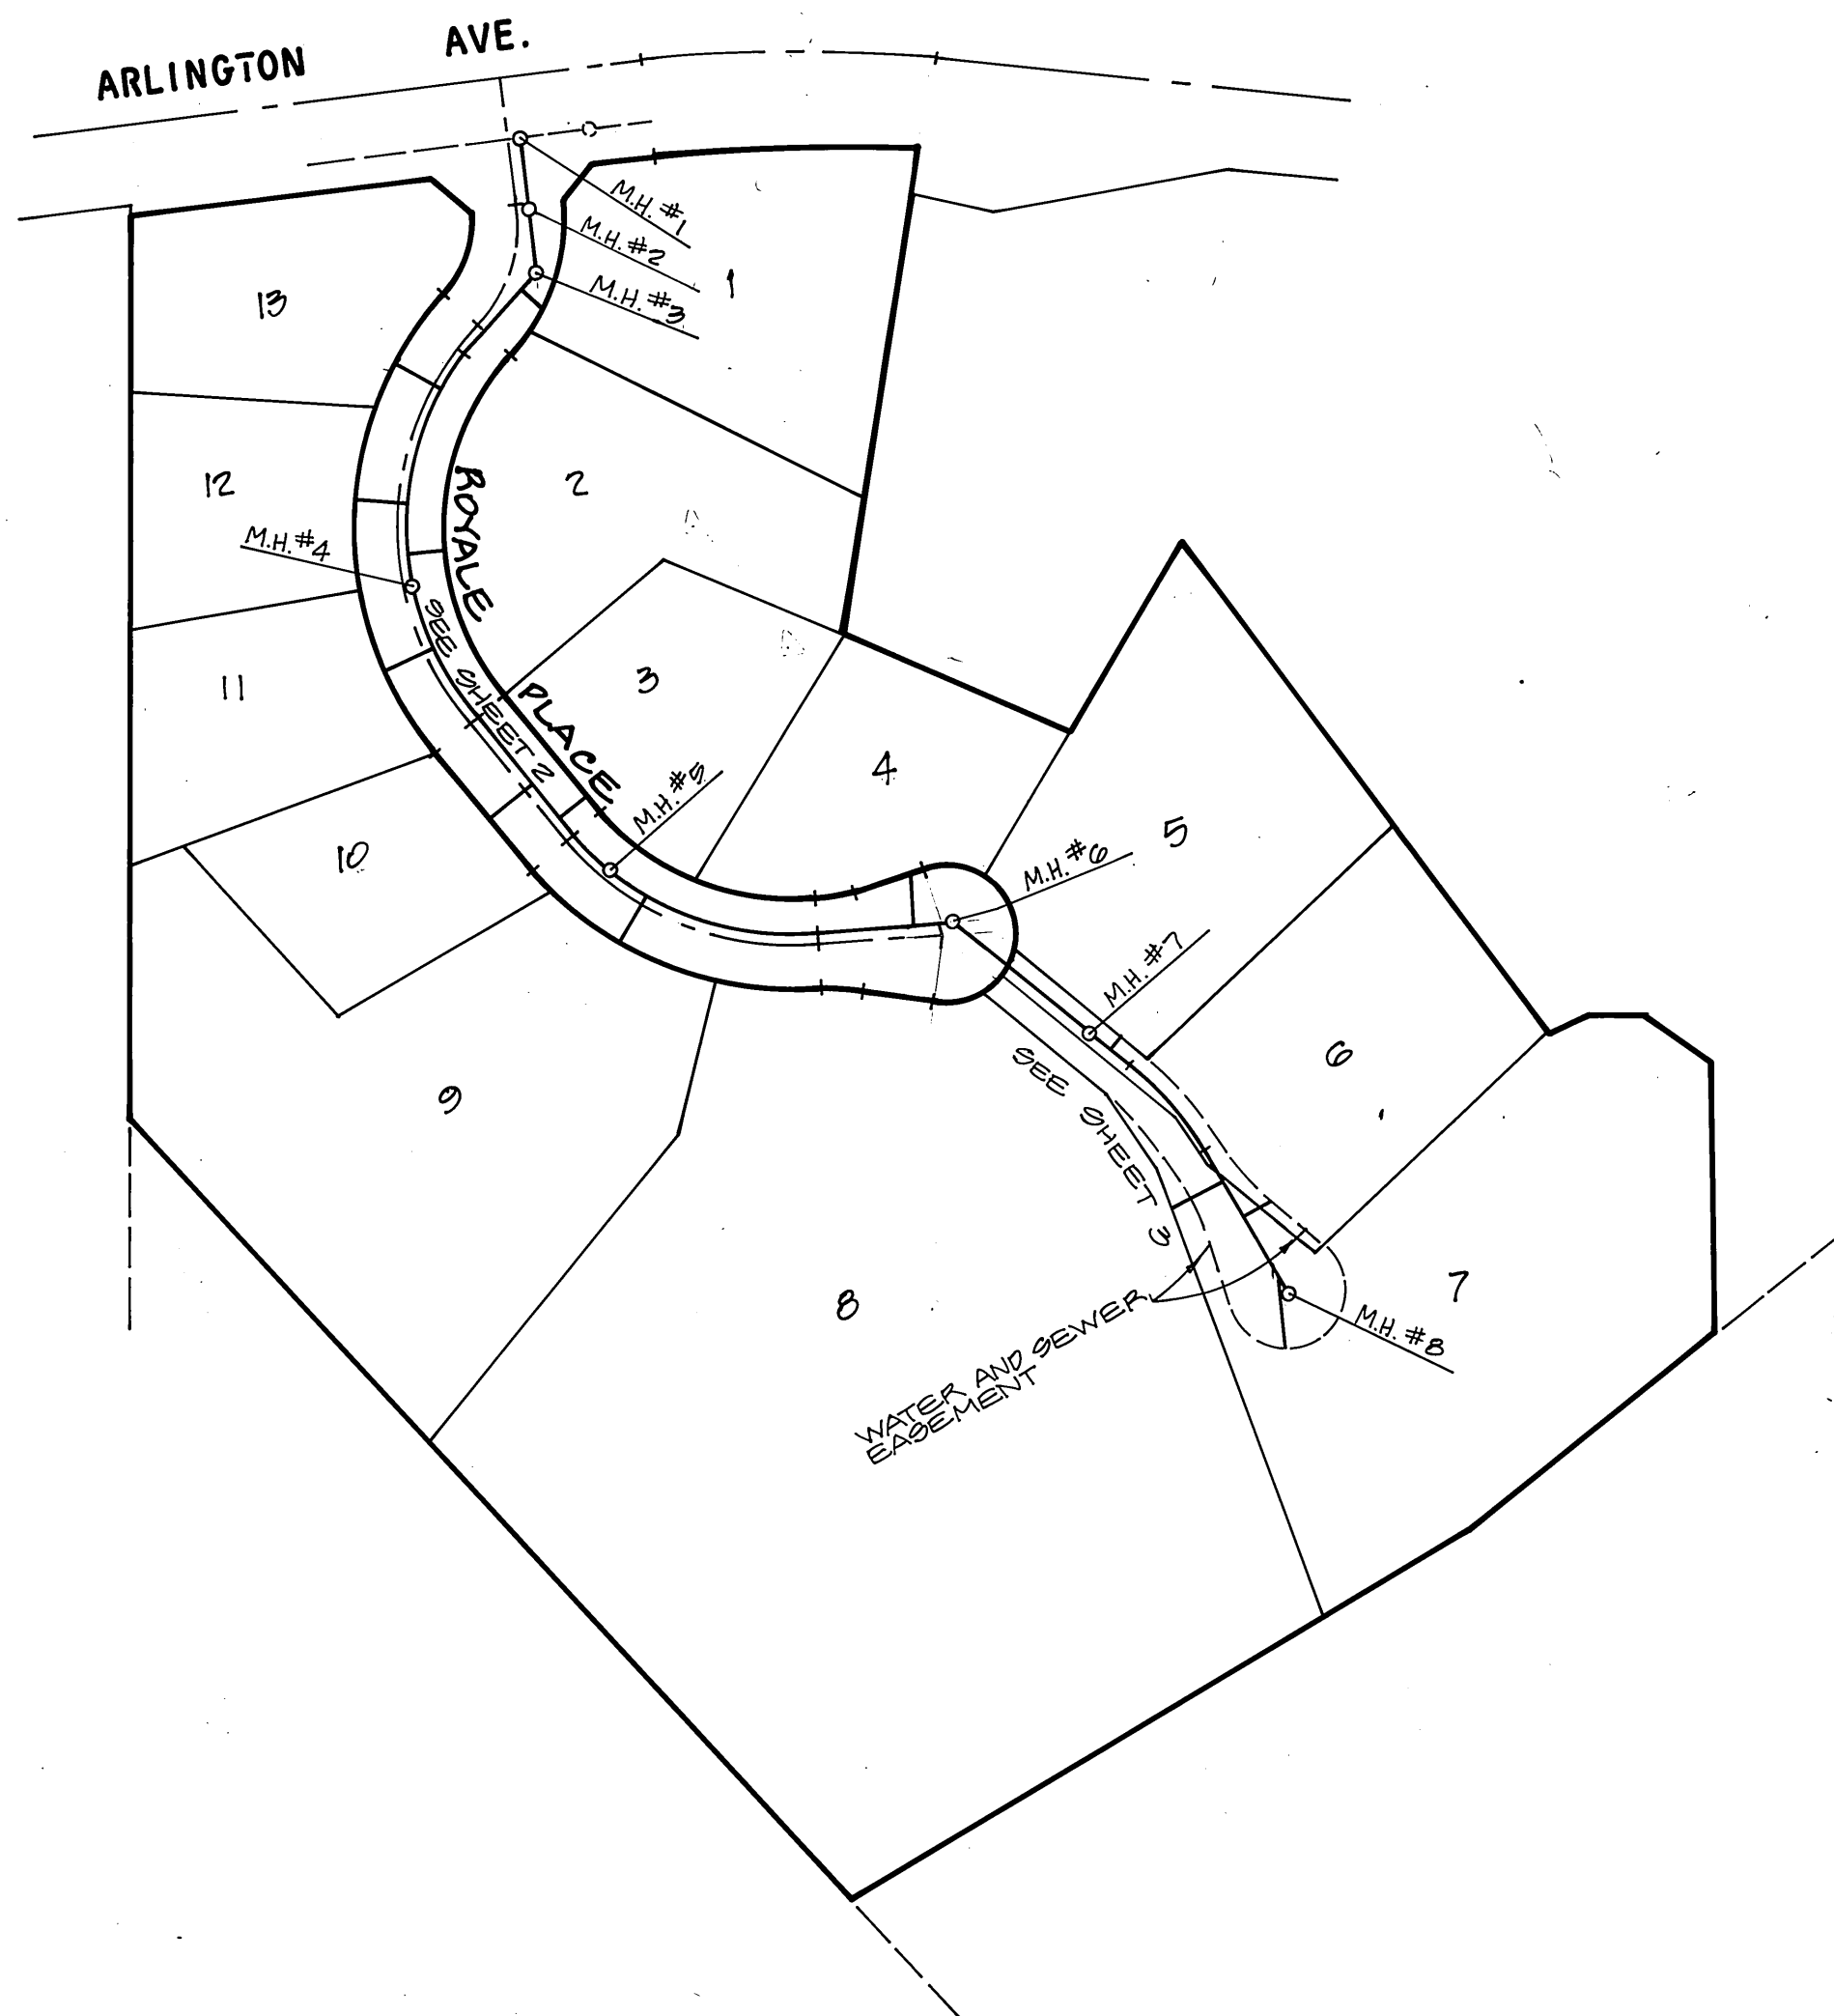 ARLINGTON AVE.
M.H. #1
M.H. #2
M.H. #3
1
13
12
2
ROYALE PLACE
M.H. #4
SEE SHEET 2
11
3
4
M.H. #5
10
5
M.H. #6
M.H. #7
6
SEE SHEET 3
9
8
7
WATER AND SEWER
EASEMENT
M.H. #8